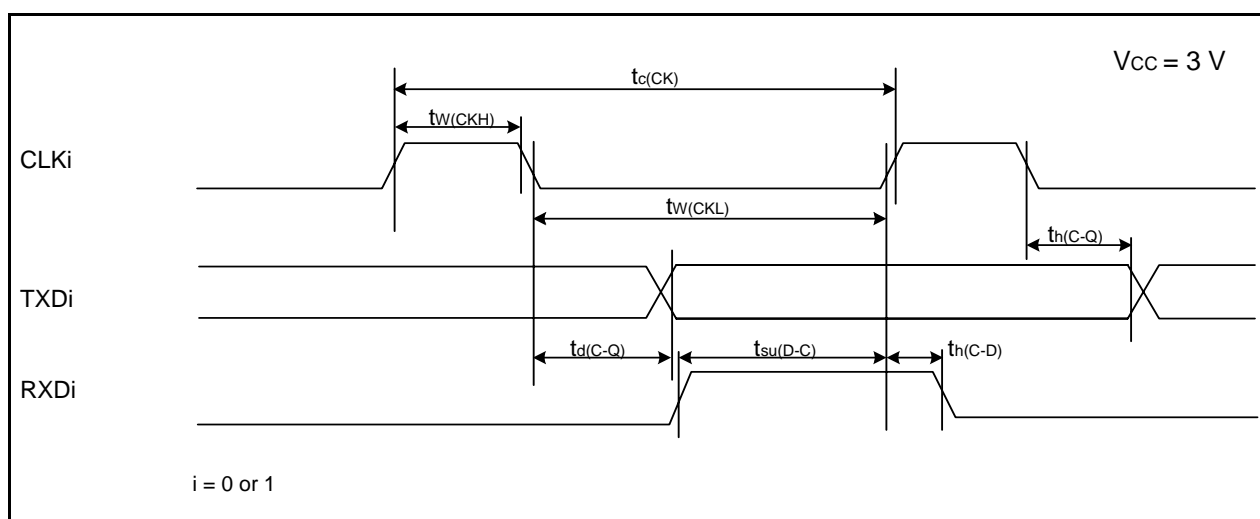 VCC = 3 V
tc(CK)
tW(CKH)
CLKi
tW(CKL)
th(C-Q)
TXDi
td(C-Q)
tsu(D-C)
th(C-D)
RXDi
i = 0 or 1